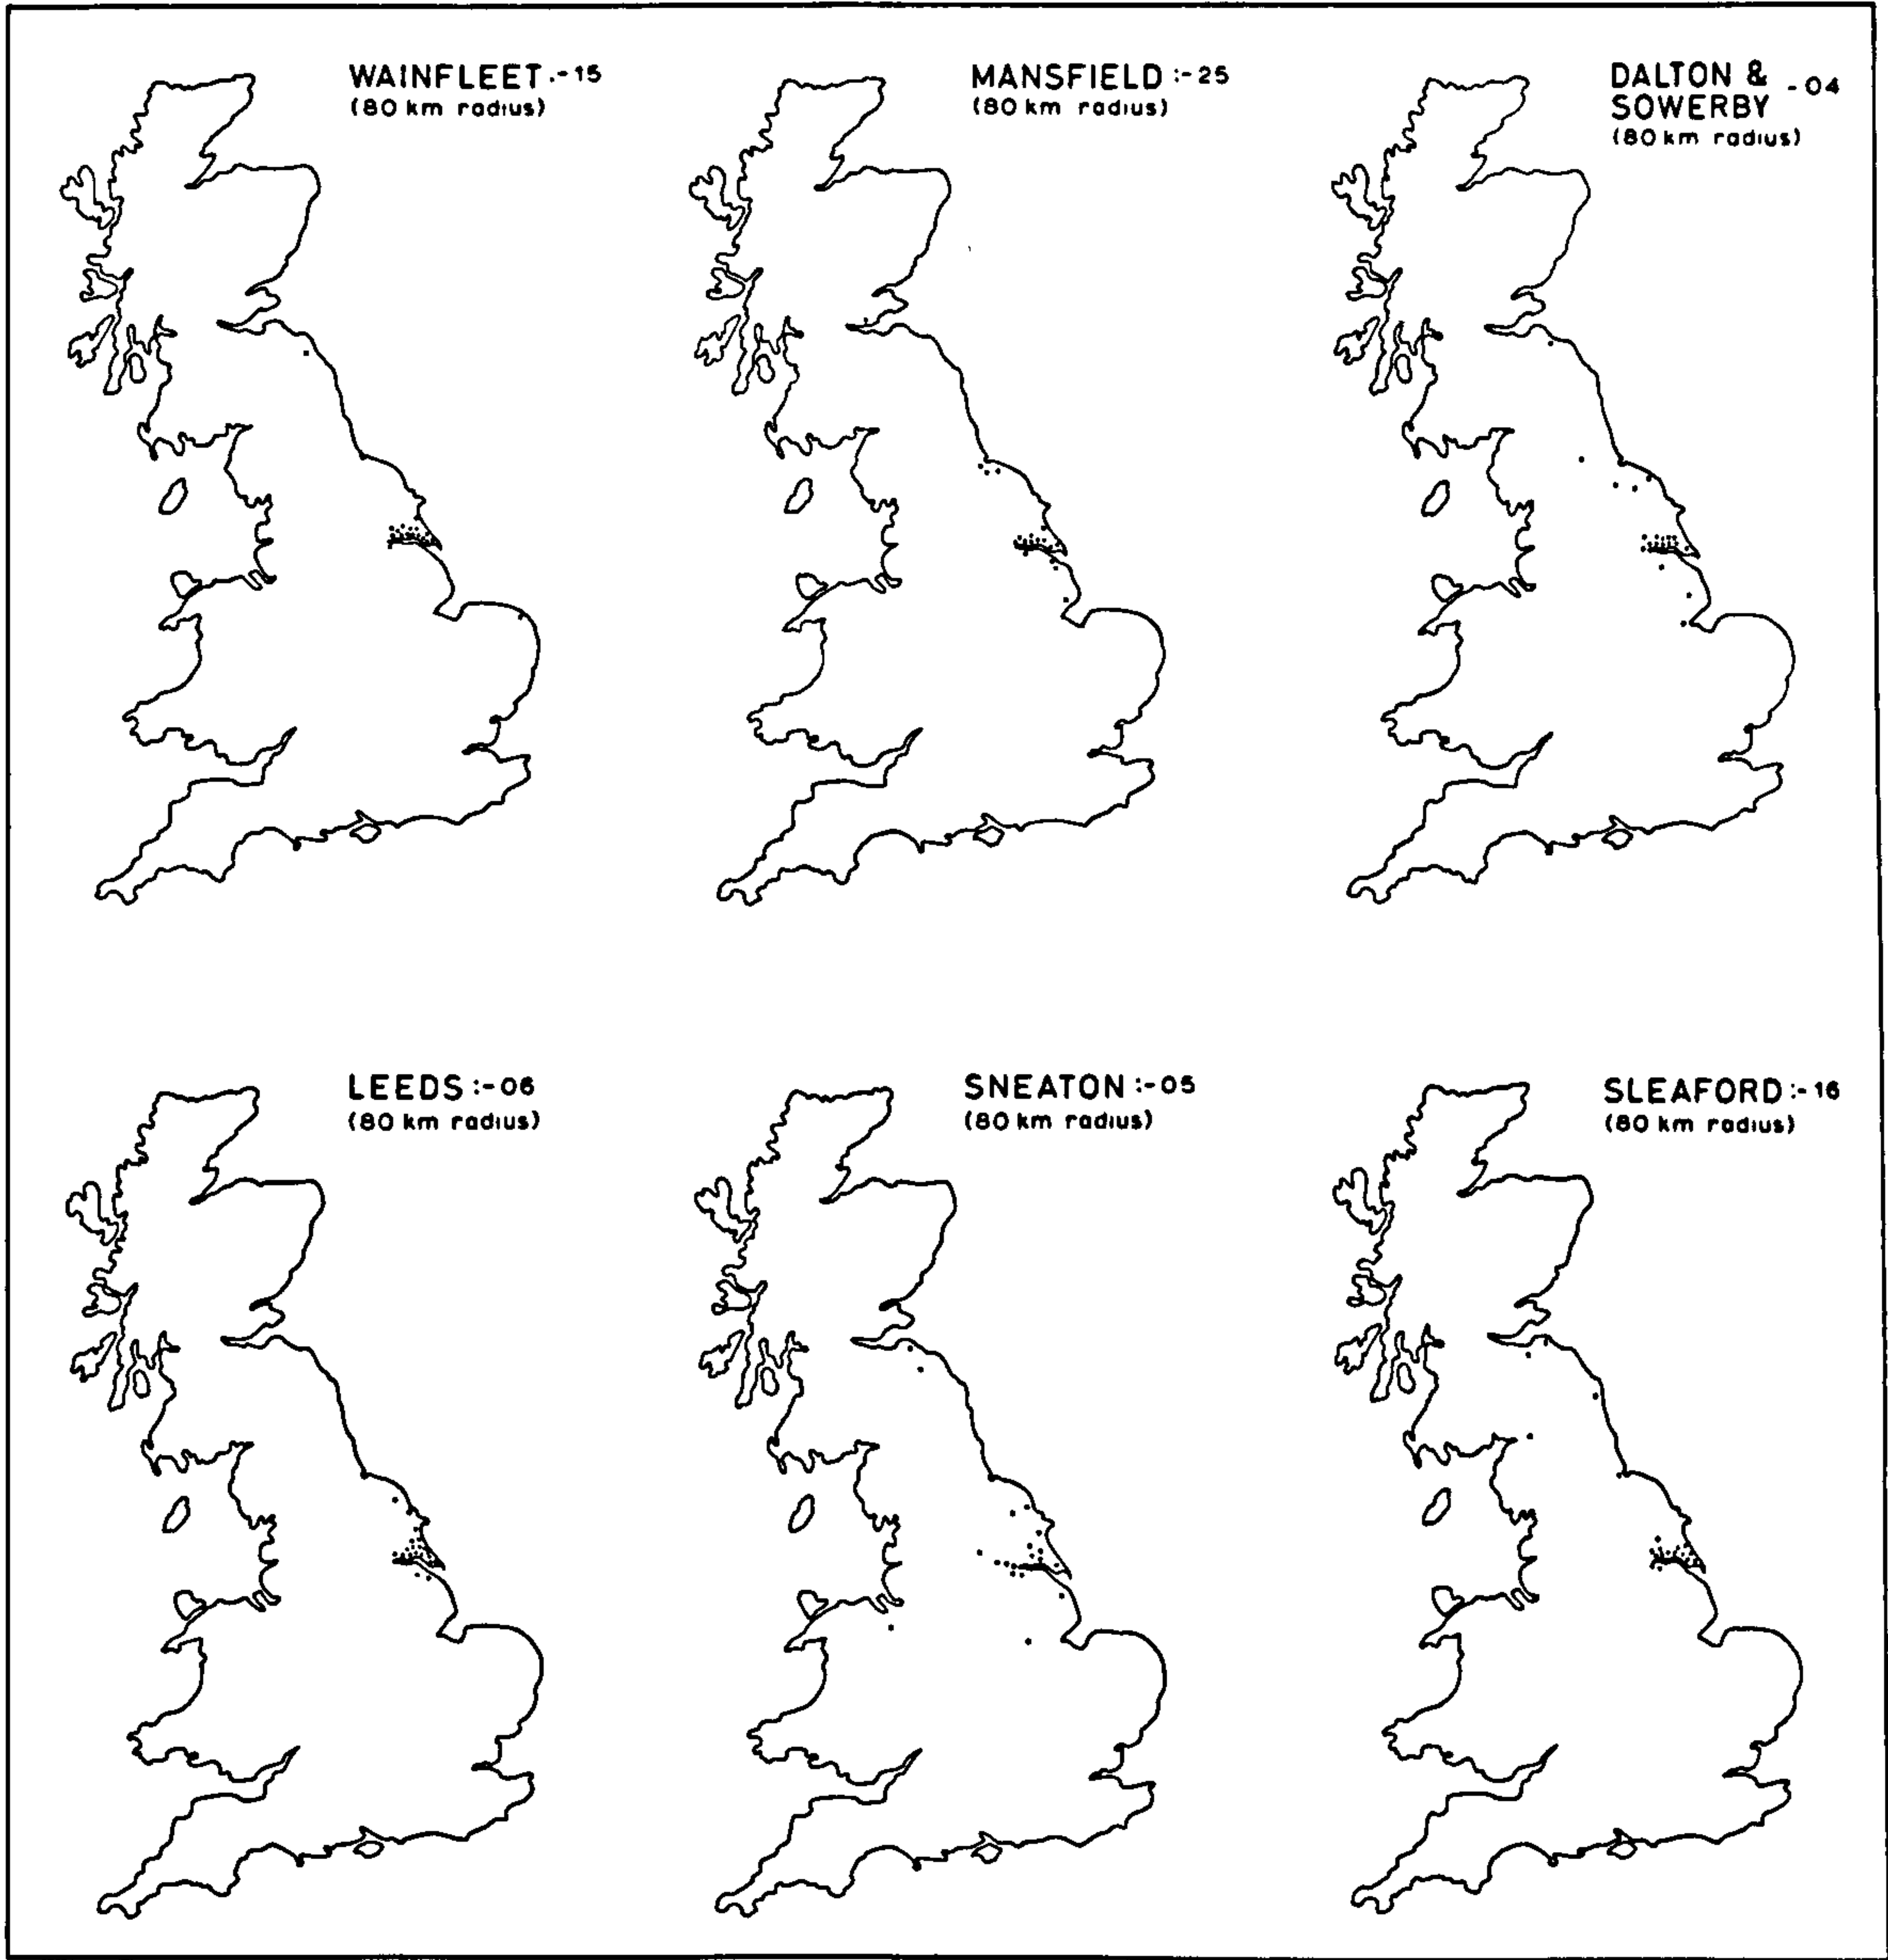 WAINFLEET :-15
(80 km radius)
MANSFIELD :-25
(80 km radius)
DALTON & 
SOWERBY -04
(80 km radius)
LEEDS :-06
(80 km radius)
SNEATON :-05
(80 km radius)
SLEAFORD :-16
(80 km radius)